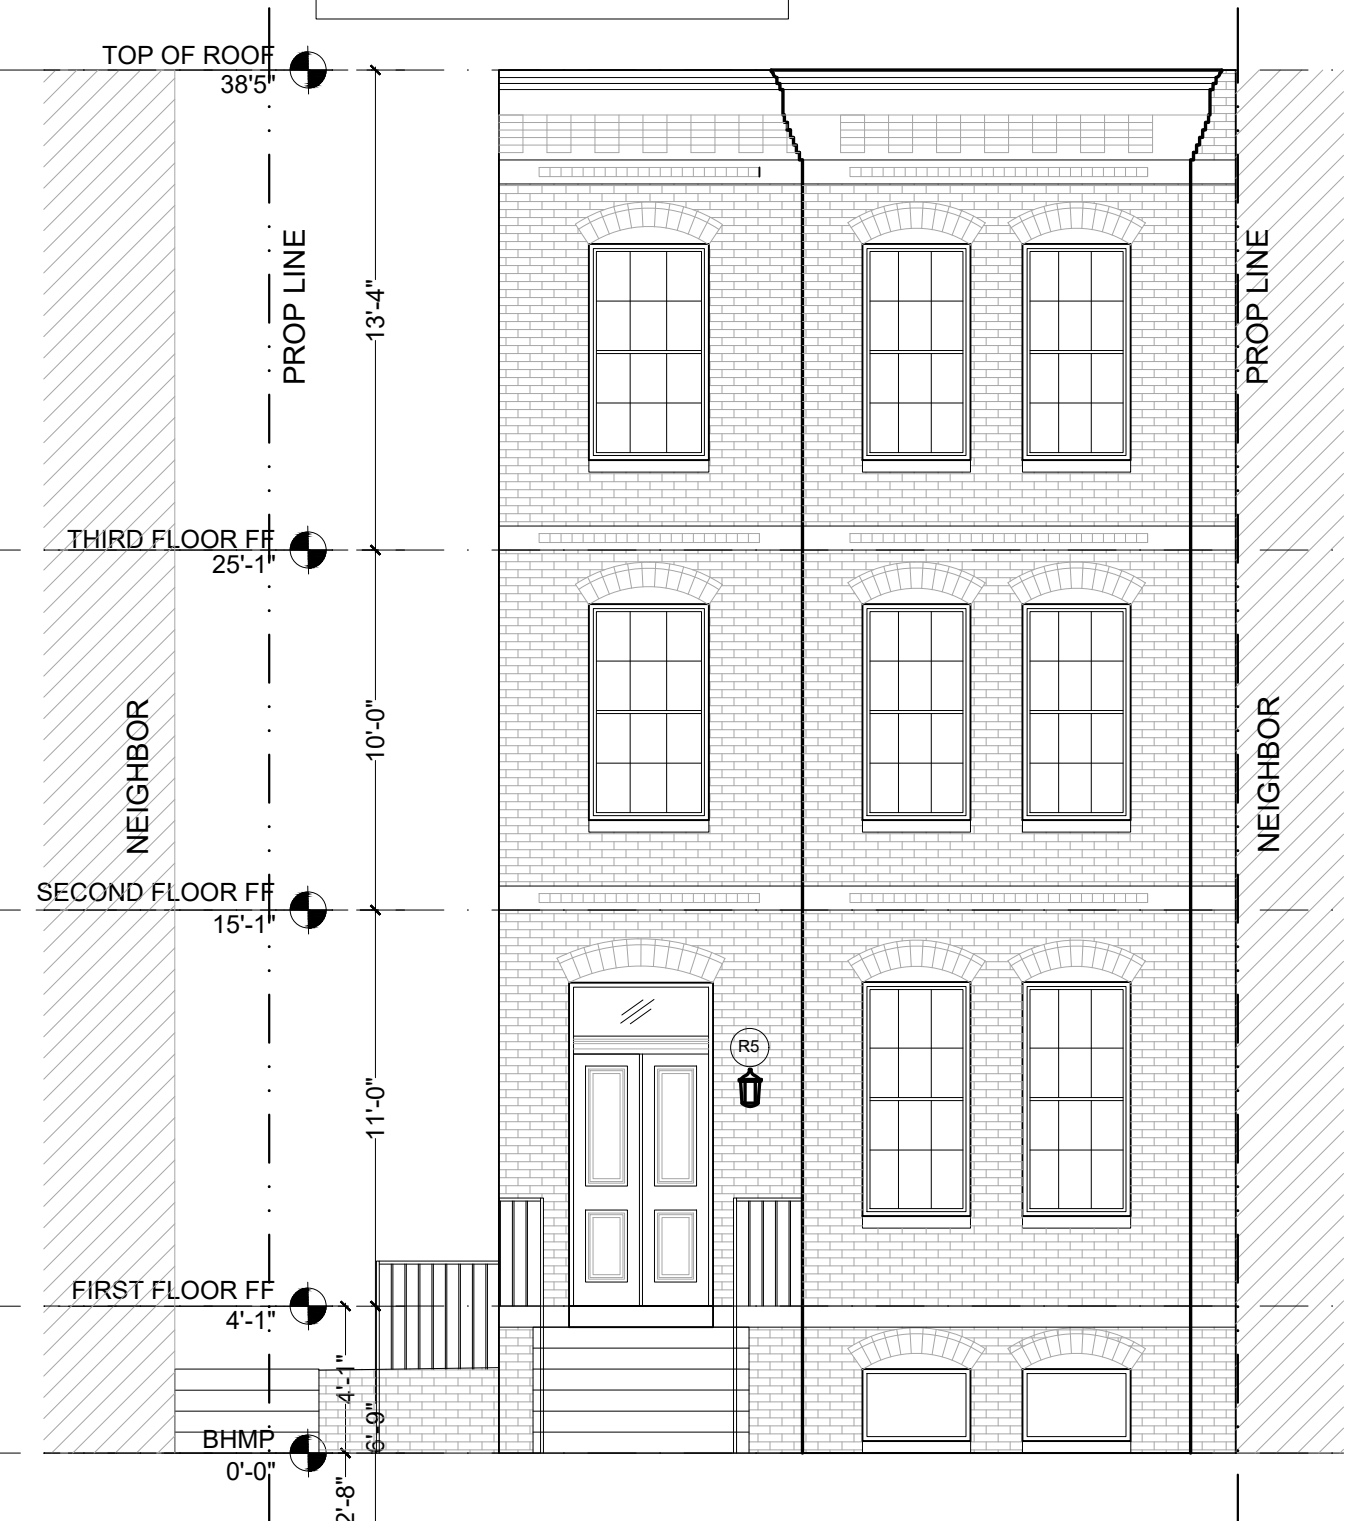 TOP OF ROOF
38'5"
PROP LINE
PROP LINE
13'-4"
THIRD FLOOR FF
25'-1"
NEIGHBOR
10'-0"
NEIGHBOR
SECOND FLOOR FF
15'-1"
R5
11'-0"
FIRST FLOOR FF
4'-1"
4'-1"
6'-9"
BHMP
0'-0"
2'-8"